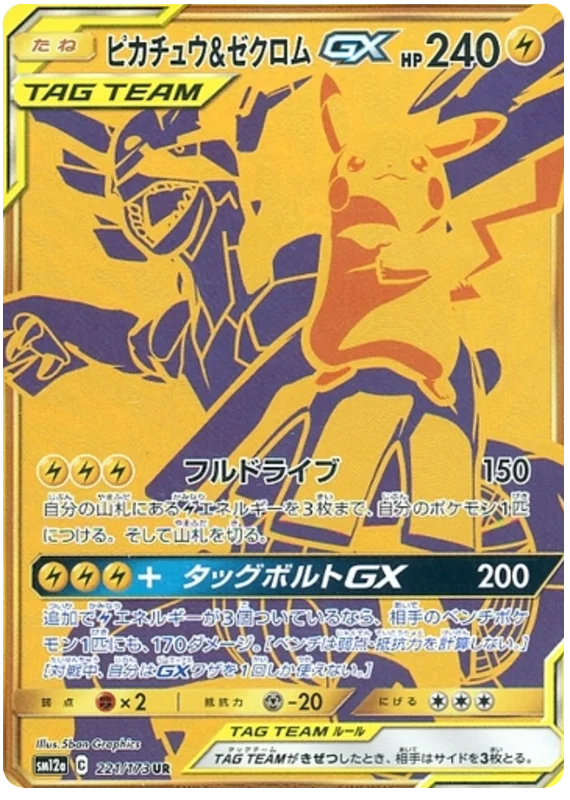 たね ピカチュウ&ゼクロムGX HP240
TAG TEAM
フルドライブ 150
自分の山札にあるエネルギーを3枚まで、自分のポケモン1匹
につける。そして山札を切る。
+ タッグボルトGX 200
追加でエネルギーが3個ついているなら、相手のベンチポケ
モン1匹にも、170ダメージ。[ベンチは弱点・抵抗力を計算しない。]
[対戦中、自分はGXワザを1回しか使えない。]
弱点 ×2 抵抗力 -20 にげる
TAG TEAM ルール
Illus. 5ban Graphics
TAG TEAMがきぜつしたとき、相手はサイドを3枚とる。
sm12a C 221/173 UR